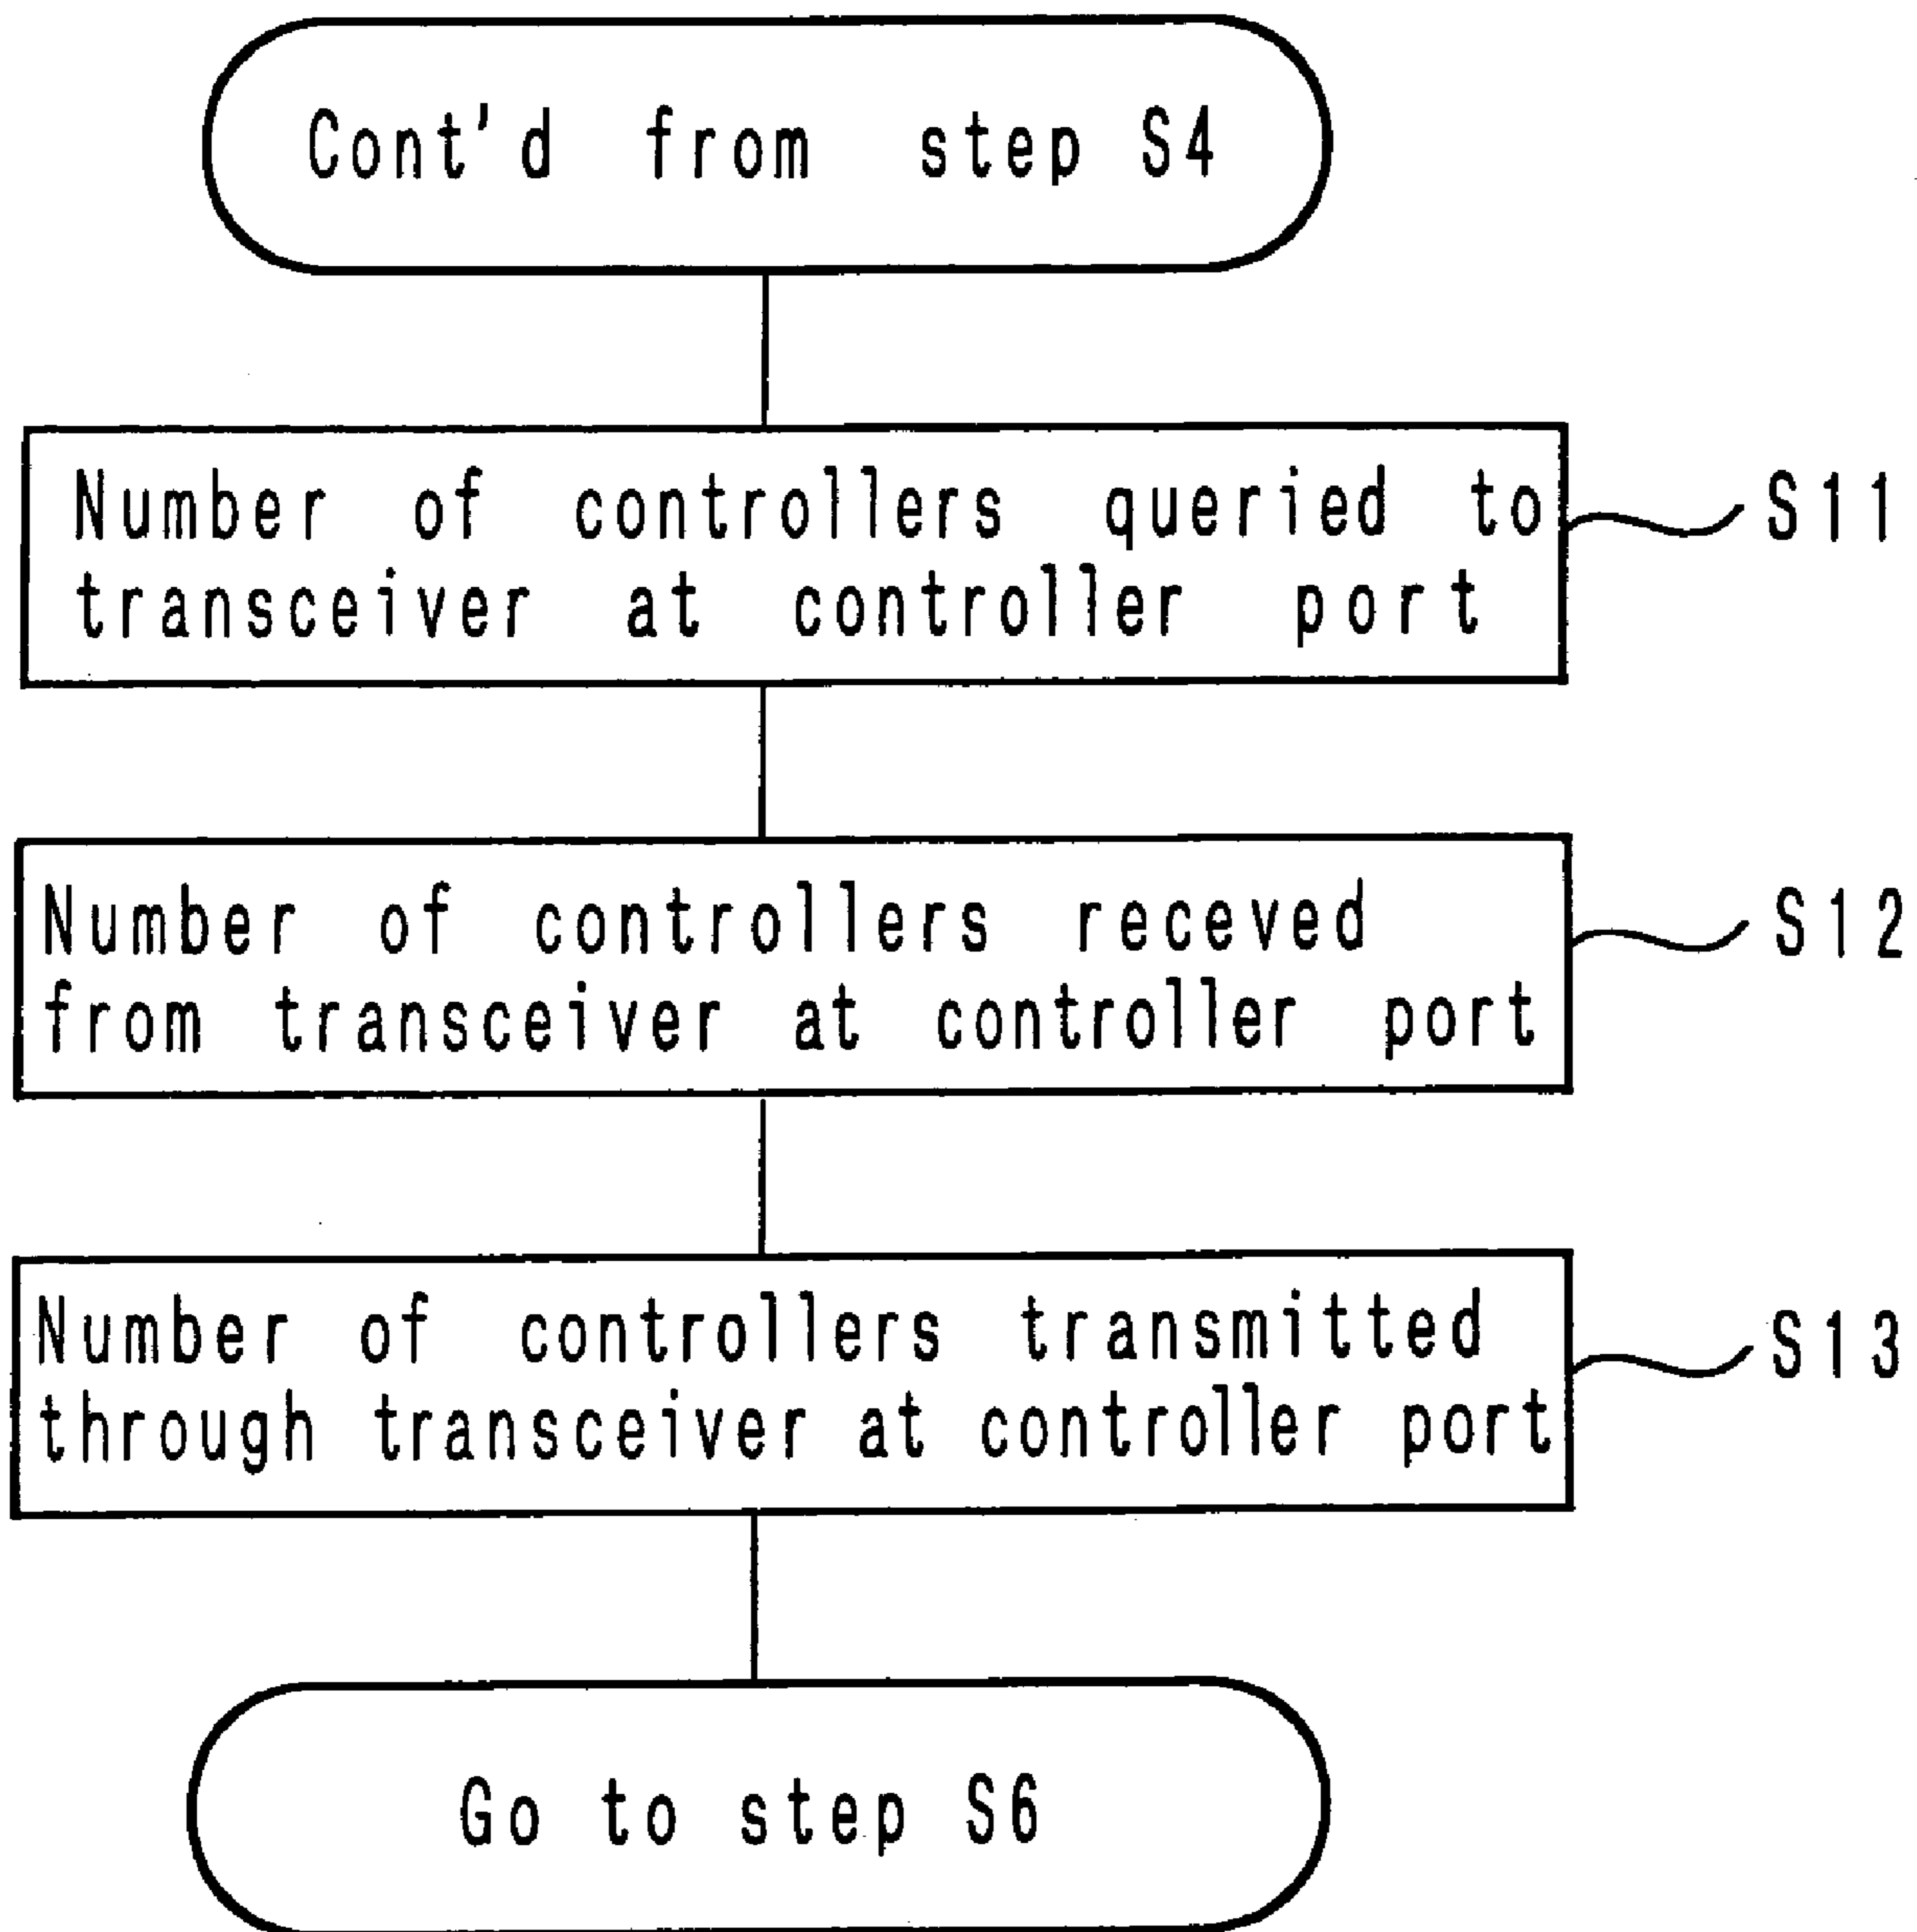 Cont'd from step S4
Number of controllers queried to
transceiver at controller port
S11
Number of controllers receved
from transceiver at controller port
S12
Number of controllers transmitted
through transceiver at controller port
S13
Go to step S6